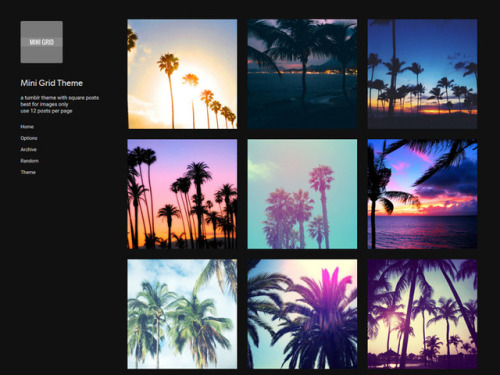 MINI GRID
Mini Grid Theme
a tumblr theme with square posts
best for images only
use 12 posts per page
Home
Options
Archive
Random
Theme